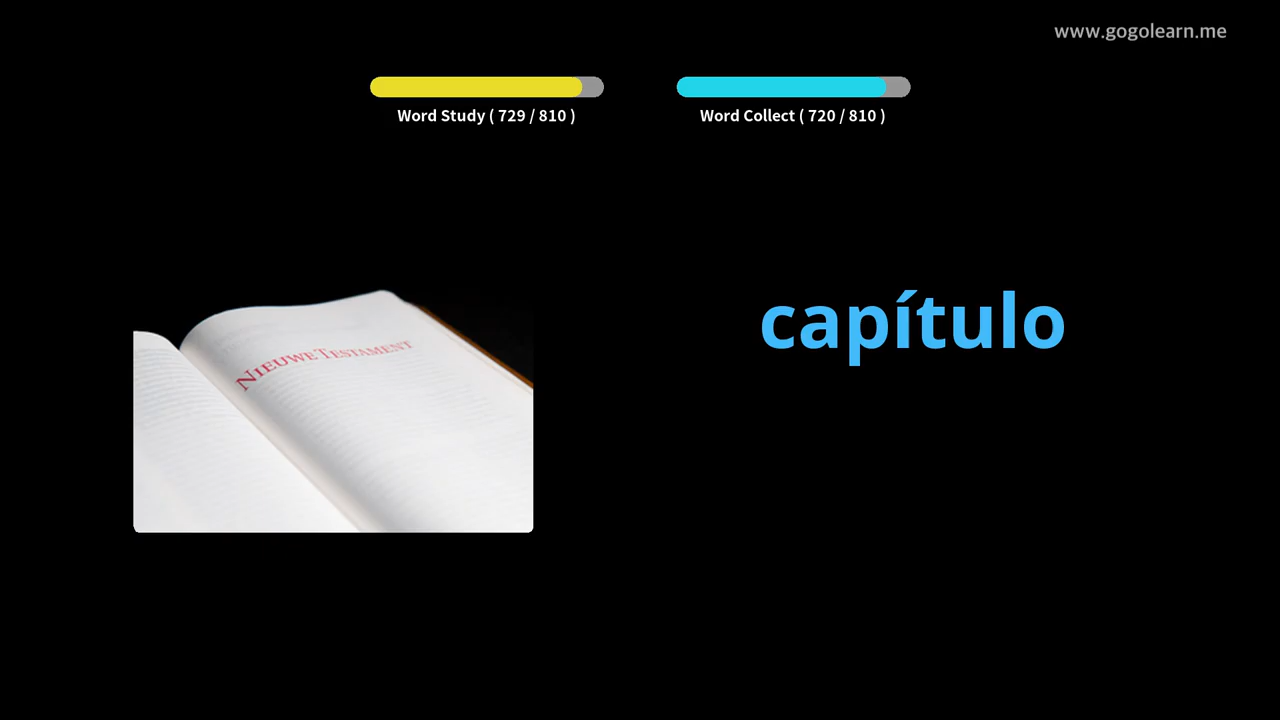 www.gogolearn.me
Word Study ( 729 / 810 )
Word Collect ( 720 / 810 )
NIEUWE TESTAMENT
capítulo